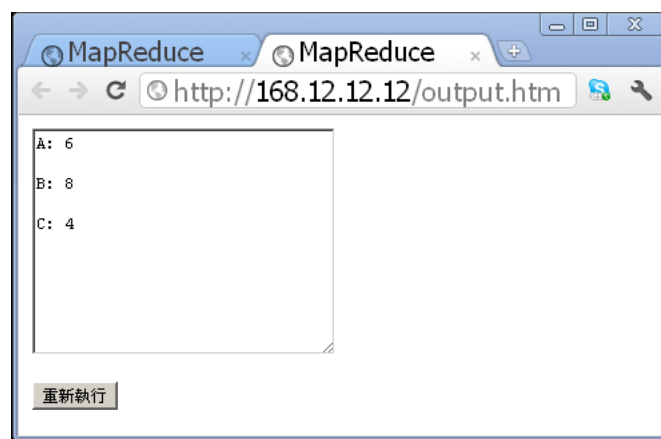 MapReduce
MapReduce
http://168.12.12.12/output.htm
A: 6
B: 8
C: 4
重新執行